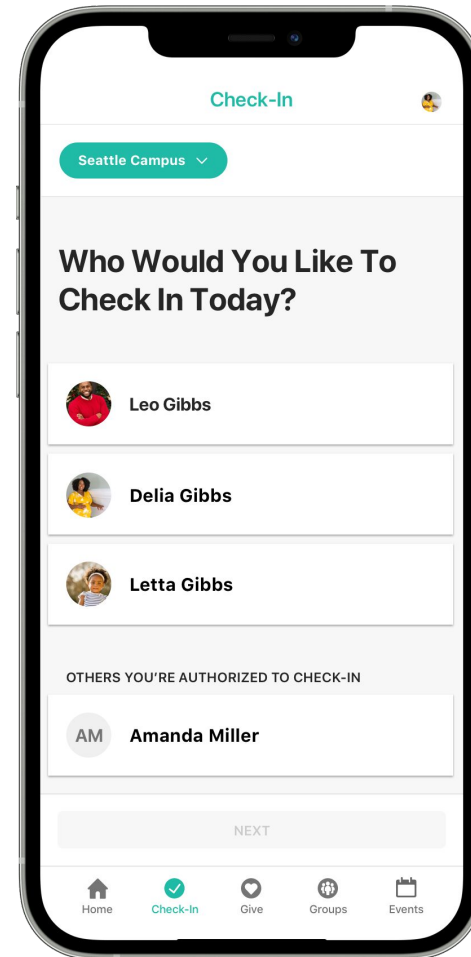 Check-In
Seattle Campus
Who Would You Like To
Check In Today?
Leo Gibbs
Delia Gibbs
Letta Gibbs
OTHERS YOU'RE AUTHORIZED TO CHECK-IN
AM Amanda Miller
NEXT
Home Check-In Give Groups Events